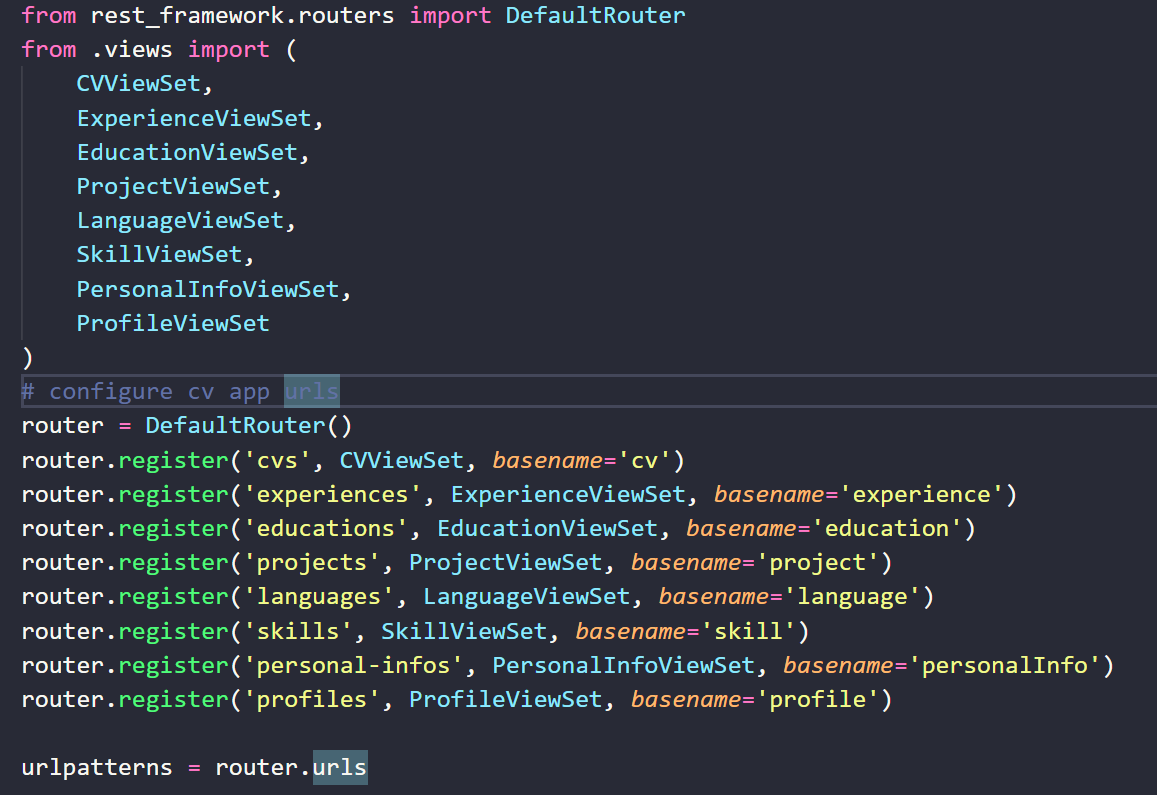 from rest_framework.routers import DefaultRouter
from .views import (
    CVViewSet,
    ExperienceViewSet,
    EducationViewSet,
    ProjectViewSet,
    LanguageViewSet,
    SkillViewSet,
    PersonalInfoViewSet,
    ProfileViewSet
)
# configure cv app urls
router = DefaultRouter()
router.register('cvs', CVViewSet, basename='cv')
router.register('experiences', ExperienceViewSet, basename='experience')
router.register('educations', EducationViewSet, basename='education')
router.register('projects', ProjectViewSet, basename='project')
router.register('languages', LanguageViewSet, basename='language')
router.register('skills', SkillViewSet, basename='skill')
router.register('personal-infos', PersonalInfoViewSet, basename='personalInfo')
router.register('profiles', ProfileViewSet, basename='profile')

urlpatterns = router.urls